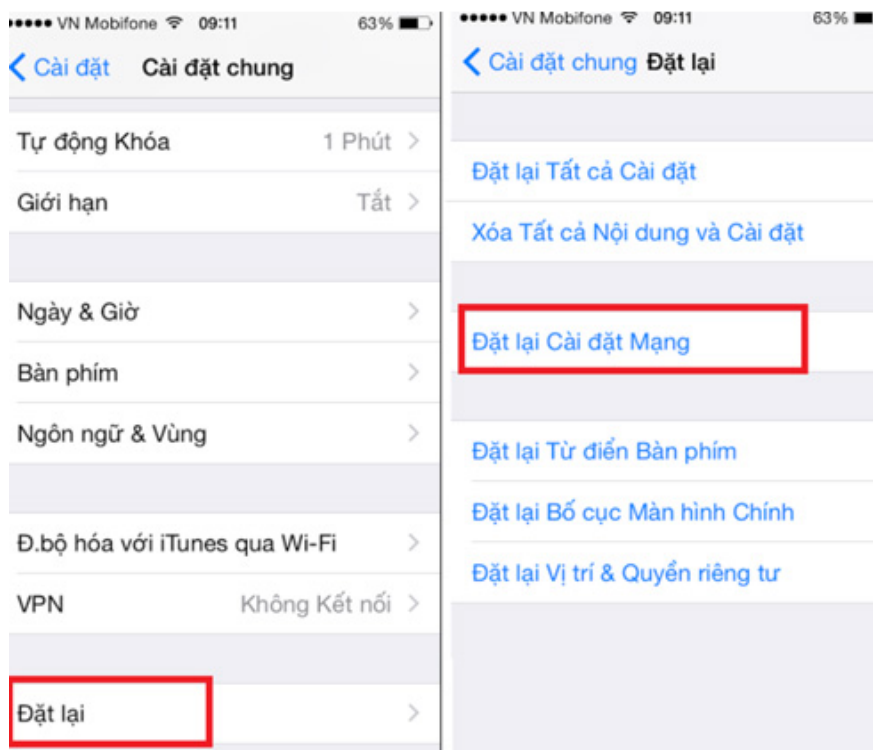 VN Mobifone 09:11 63%
Cài đặt Cài đặt chung
Tự động Khóa 1 Phút
Giới hạn Tắt
Ngày & Giờ
Bàn phím
Ngôn ngữ & Vùng
Đ.bộ hóa với iTunes qua Wi-Fi
VPN Không Kết nối
Đặt lại
VN Mobifone 09:11 63%
Cài đặt chung Đặt lại
Đặt lại Tất cả Cài đặt
Xóa Tất cả Nội dung và Cài đặt
Đặt lại Cài đặt Mạng
Đặt lại Từ điển Bàn phím
Đặt lại Bố cục Màn hình Chính
Đặt lại Vị trí & Quyền riêng tư